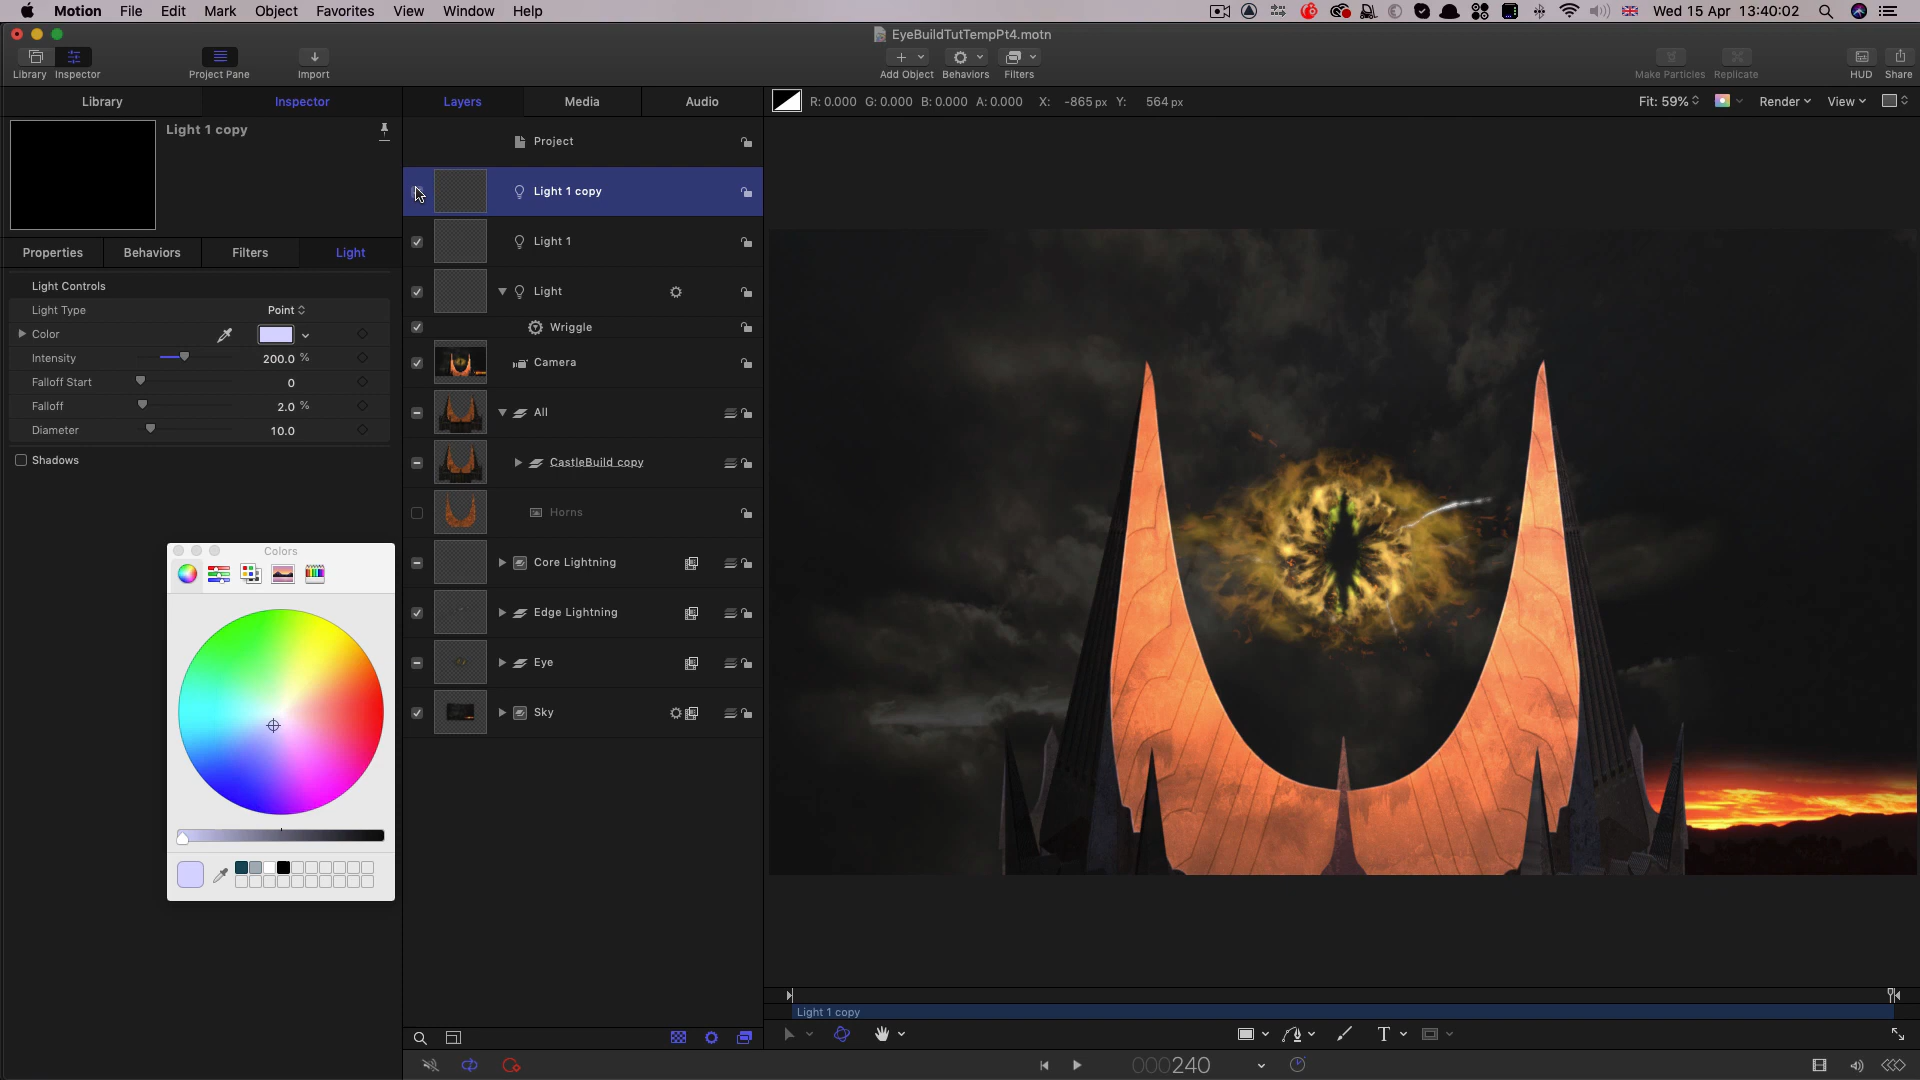 Motion File Edit Mark Object Favorites View Window Help Wed 15 Apr 13:40:02
EyeBuildTutTempPt4.motn
Library Inspector Project Pane Import Add Object Behaviors Filters Make Particles Replicate HUD Share
Library Inspector Layers Media Audio R: 0.000 G: 0.000 B: 0.000 A: 0.000 X: -865 px Y: 564 px Fit: 59% Render View
Light 1 copy
Project
Light 1 copy
Light 1
Properties Behaviors Filters Light
Light Controls
Light
Light Type Point
Color
Wriggle
Intensity 200.0 %
Camera
Falloff Start 0
Falloff 2.0 %
All
Diameter 10.0
Shadows
CastleBuild copy
Horns
Colors
Core Lightning
Edge Lightning
Eye
Sky
Light 1 copy
T
000240